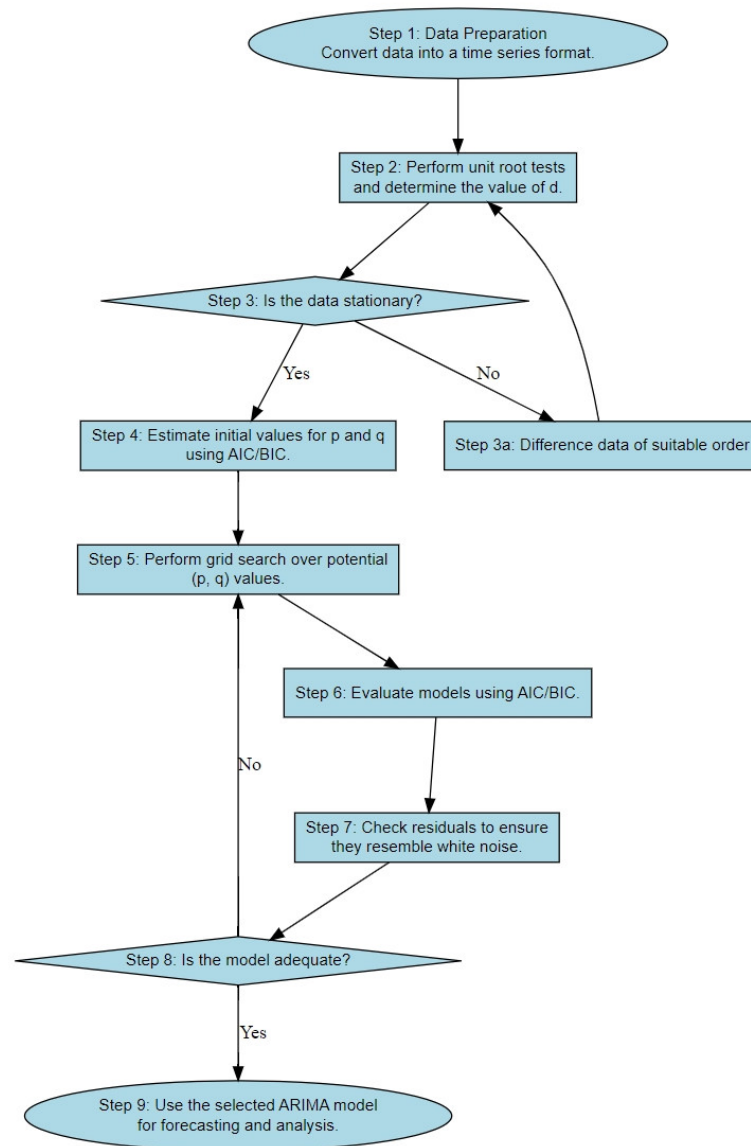 Step 1: Data Preparation
Convert data into a time series format.
Step 2: Perform unit root tests
and determine the value of d.
Step 3: Is the data stationary?
Yes
No
Step 4: Estimate initial values for p and q
using AIC/BIC.
Step 3a: Difference data of suitable order
Step 5: Perform grid search over potential
(p, q) values.
Step 6: Evaluate models using AIC/BIC.
No
Step 7: Check residuals to ensure
they resemble white noise.
Step 8: Is the model adequate?
Yes
Step 9: Use the selected ARIMA model
for forecasting and analysis.